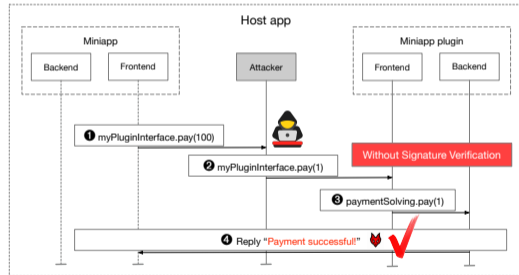 Host app
Miniapp
Miniapp plugin
Backend
Frontend
Attacker
Frontend
Backend
❶ myPluginInterface.pay(100)
Without Signature Verification
❷ myPluginInterface.pay(1)
❸ paymentSolving.pay(1)
❹ Reply “Payment successful!”